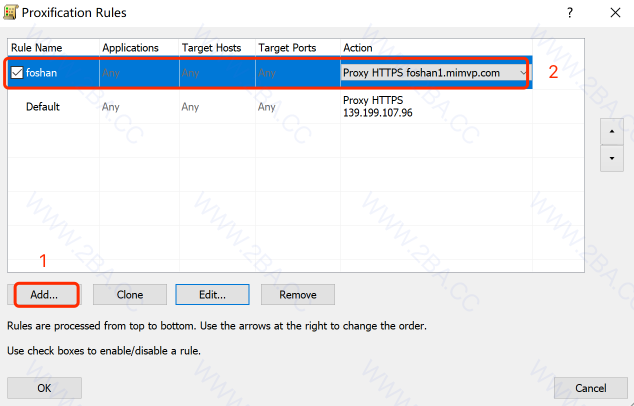 Proxification Rules
Rule Name Applications Target Hosts Target Ports Action
foshan Any Any Any Proxy HTTPS foshan1.mimvp.com 2
Default Any Any Any Proxy HTTPS
139.199.107.96
1
Add... Clone Edit... Remove
Rules are processed from top to bottom. Use the arrows at the right to change the order.
Use check boxes to enable/disable a rule.
OK Cancel
WWW.2BA.CC